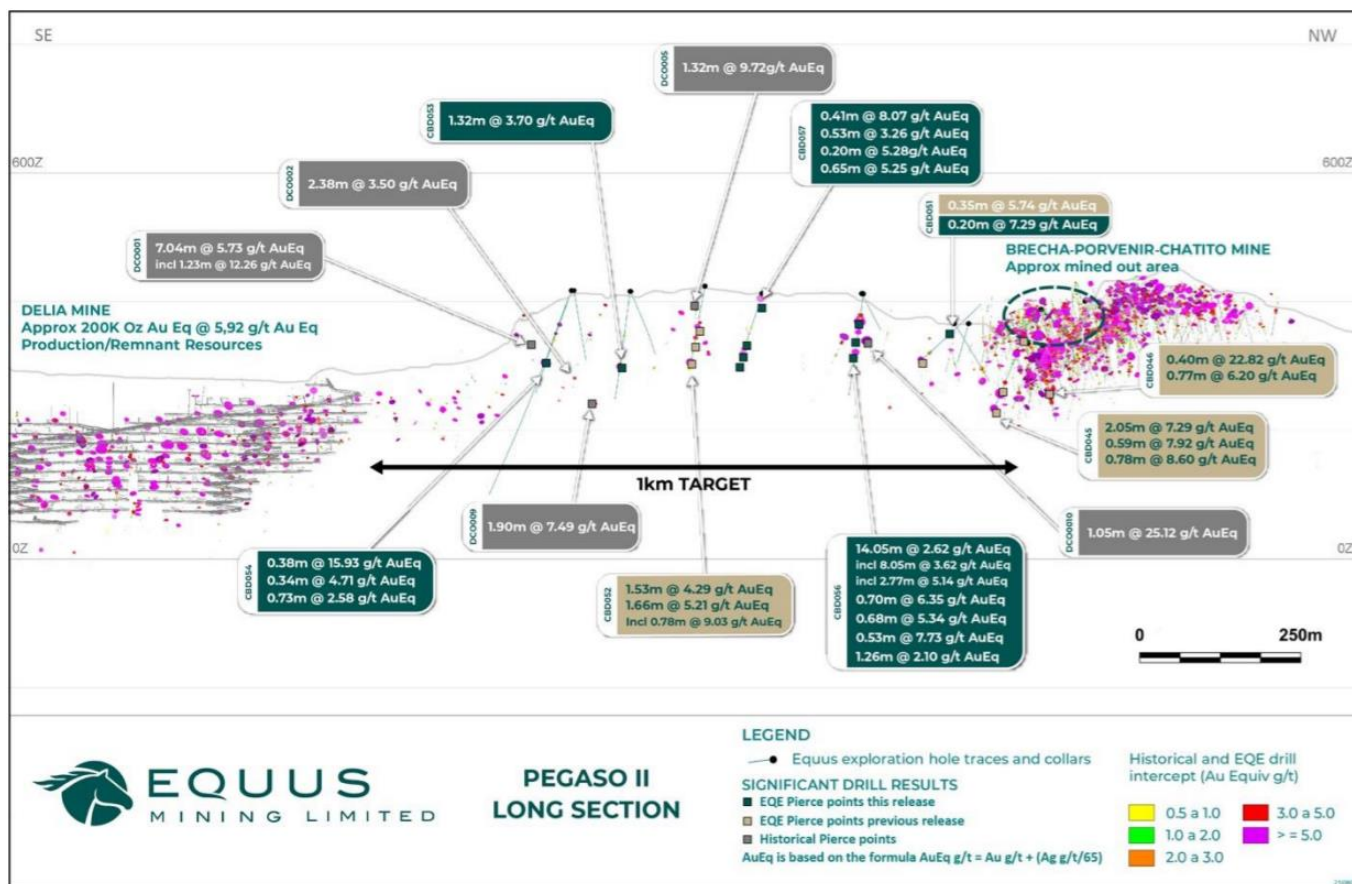 SE
NW
DCO005
1.32m @ 9.72g/t AuEq
CBD053
1.32m @ 3.70 g/t AuEq
CBD057
0.41m @ 8.07 g/t AuEq
0.53m @ 3.26 g/t AuEq
0.20m @ 5.28g/t AuEq
0.65m @ 5.25 g/t AuEq
600Z
600Z
DCO002
2.38m @ 3.50 g/t AuEq
CBD051
0.35m @ 5.74 g/t AuEq
0.20m @ 7.29 g/t AuEq
DCO001
7.04m @ 5.73 g/t AuEq
incl 1.23m @ 12.26 g/t AuEq
BRECHA-PORVENIR-CHATITO MINE
Approx mined out area
DELIA MINE
Approx 200K Oz Au Eq @ 5,92 g/t Au Eq
Production/Remnant Resources
CBD046
0.40m @ 22.82 g/t AuEq
0.77m @ 6.20 g/t AuEq
CBD045
2.05m @ 7.29 g/t AuEq
0.59m @ 7.92 g/t AuEq
0.78m @ 8.60 g/t AuEq
1km TARGET
DCO009
1.90m @ 7.49 g/t AuEq
DCO0010
1.05m @ 25.12 g/t AuEq
0Z
0Z
CBD054
0.38m @ 15.93 g/t AuEq
0.34m @ 4.71 g/t AuEq
0.73m @ 2.58 g/t AuEq
CBD052
1.53m @ 4.29 g/t AuEq
1.66m @ 5.21 g/t AuEq
Incl 0.78m @ 9.03 g/t AuEq
CBD056
14.05m @ 2.62 g/t AuEq
incl 8.05m @ 3.62 g/t AuEq
incl 2.77m @ 5.14 g/t AuEq
0.70m @ 6.35 g/t AuEq
0.68m @ 5.34 g/t AuEq
0.53m @ 7.73 g/t AuEq
1.26m @ 2.10 g/t AuEq
0 250m
EQUUS
MINING LIMITED
PEGASO II
LONG SECTION
LEGEND
Equus exploration hole traces and collars
SIGNIFICANT DRILL RESULTS
EQE Pierce points this release
EQE Pierce points previous release
Historical Pierce points
AuEq is based on the formula AuEq g/t = Au g/t + (Ag g/t/65)
Historical and EQE drill
intercept (Au Equiv g/t)
0.5 a 1.0
1.0 a 2.0
2.0 a 3.0
3.0 a 5.0
> = 5.0